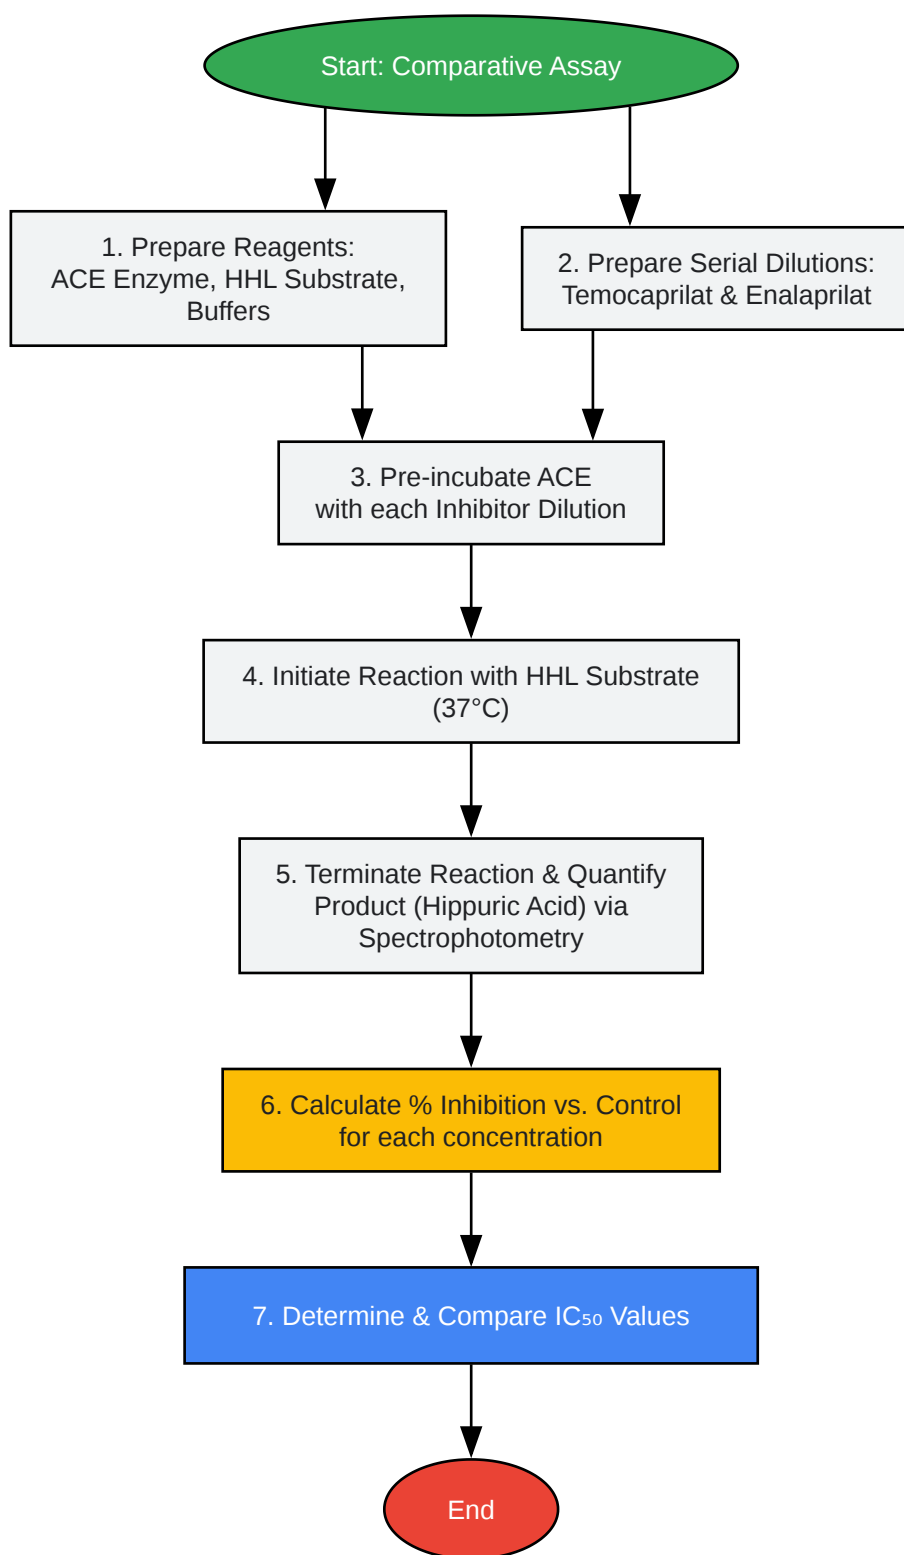 Start: Comparative Assay
1. Prepare Reagents:
ACE Enzyme, HHL Substrate,
Buffers
2. Prepare Serial Dilutions:
Temocaprilat & Enalaprilat
3. Pre-incubate ACE
with each Inhibitor Dilution
4. Initiate Reaction with HHL Substrate
(37°C)
5. Terminate Reaction & Quantify
Product (Hippuric Acid) via
Spectrophotometry
6. Calculate % Inhibition vs. Control
for each concentration
7. Determine & Compare IC₅₀ Values
End